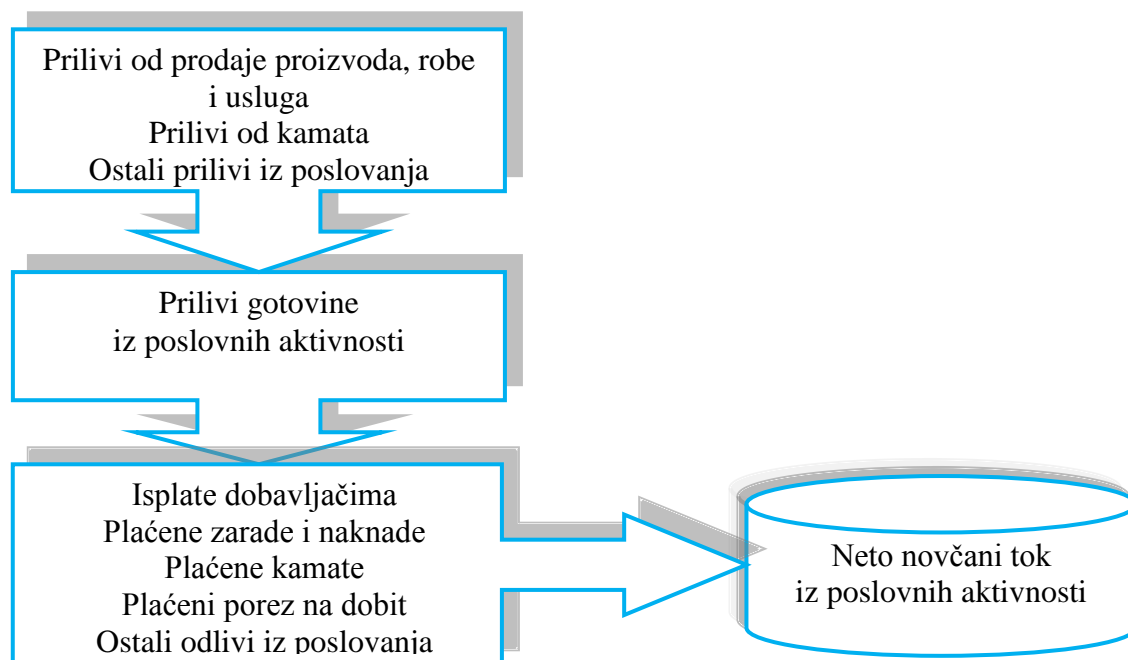 Prilivi od prodaje proizvoda, robe
i usluga
Prilivi od kamata
Ostali prilivi iz poslovanja
Prilivi gotovine
iz poslovnih aktivnosti
Isplate dobavljačima
Plaćene zarade i naknade
Plaćene kamate
Plaćeni porez na dobit
Ostali odlivi iz poslovanja
Neto novčani tok
iz poslovnih aktivnosti